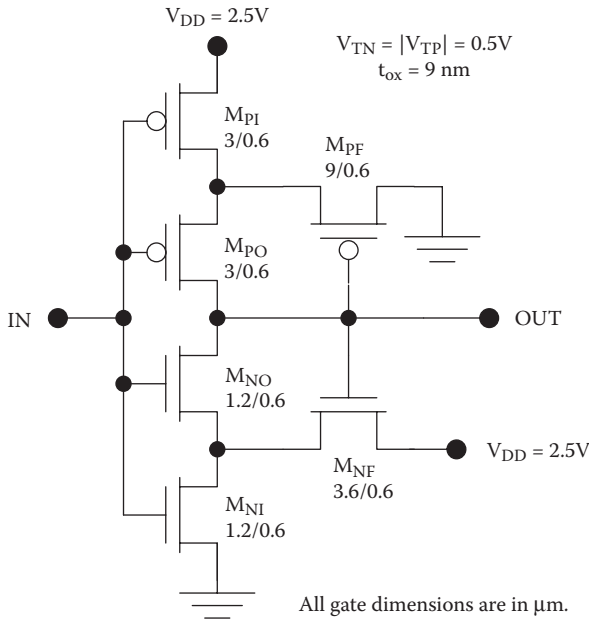 V_DD = 2.5V
V_TN = |V_TP| = 0.5V
t_ox = 9 nm
M_PI
3/0.6
M_PF
9/0.6
M_PO
3/0.6
IN
OUT
M_NO
1.2/0.6
V_DD = 2.5V
M_NF
3.6/0.6
M_NI
1.2/0.6
All gate dimensions are in μm.